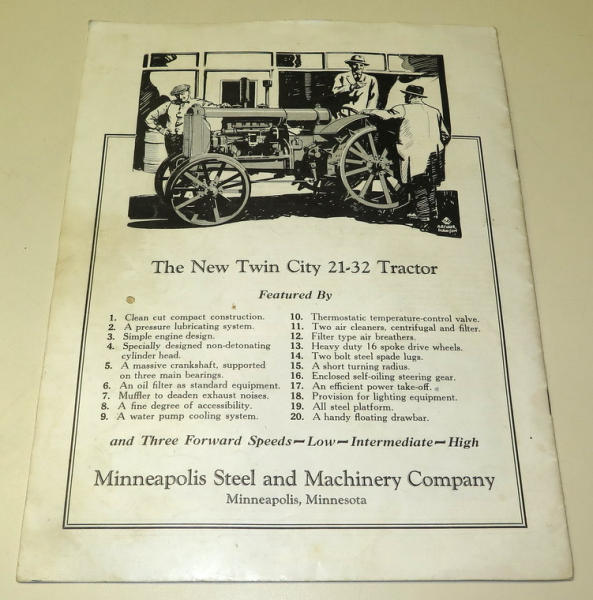 The New Twin City 21-32 Tractor
Featured By
1. Clean cut compact construction.
2. A pressure lubricating system.
3. Simple engine design.
4. Specially designed non-detonating
cylinder head.
5. A massive crankshaft, supported
on three main bearings.
6. An oil filter as standard equipment.
7. Muffler to deaden exhaust noises.
8. A fine degree of accessibility.
9. A water pump cooling system.
10. Thermostatic temperature-control valve.
11. Two air cleaners, centrifugal and filter.
12. Filter type air breathers.
13. Heavy duty 16 spoke drive wheels.
14. Two bolt steel spade lugs.
15. A short turning radius.
16. Enclosed self-oiling steering gear.
17. An efficient power take-off.
18. Provision for lighting equipment.
19. All steel platform.
20. A handy floating drawbar.
and Three Forward Speeds—Low—Intermediate—High
Minneapolis Steel and Machinery Company
Minneapolis, Minnesota